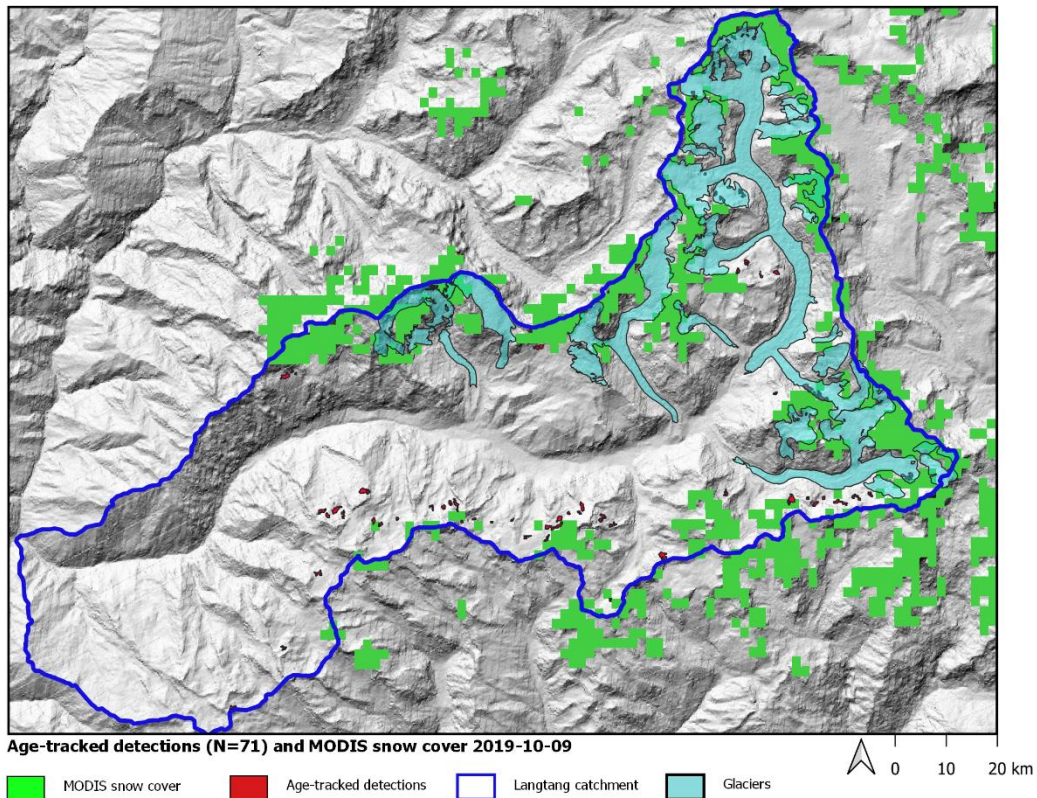 Age-tracked detections (N=71) and MODIS snow cover 2019-10-09
0 10 20 km
MODIS snow cover
Age-tracked detections
Langtang catchment
Glaciers